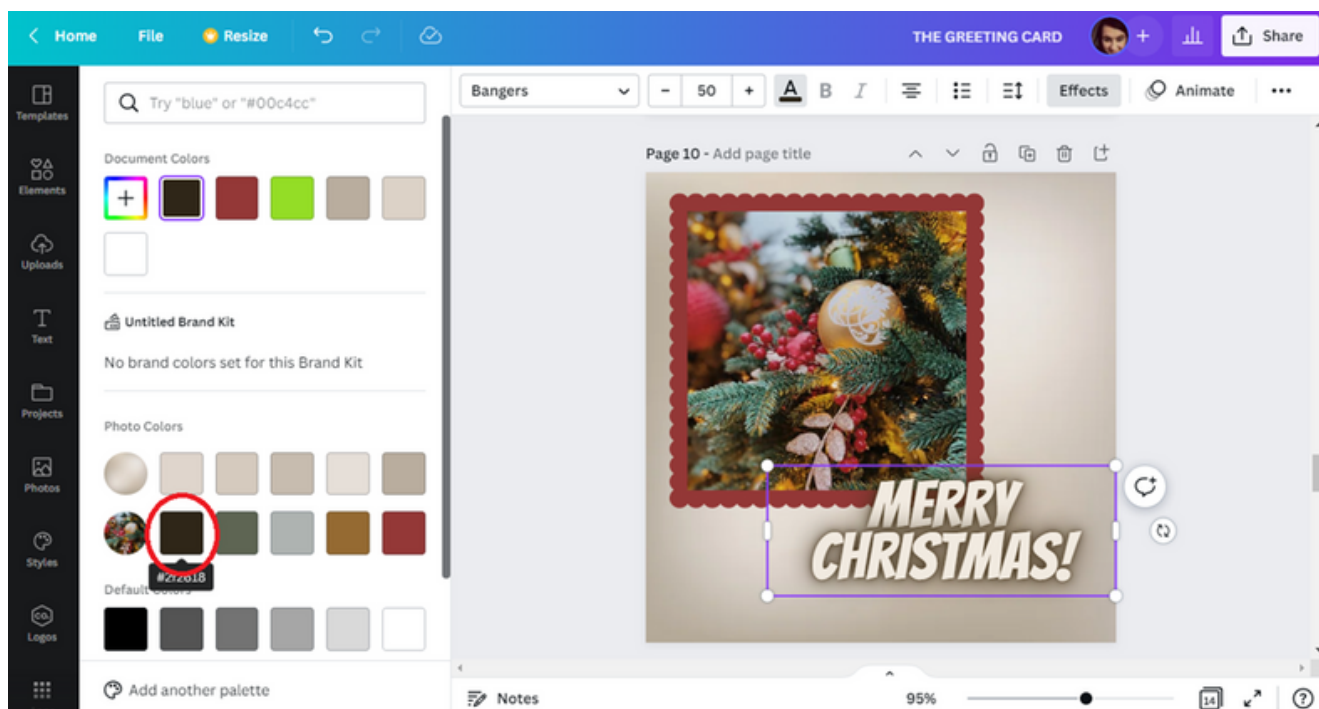 Home File Resize THE GREETING CARD + Share
Templates
Elements
Uploads
Text
Projects
Photos
Styles
CO.
Logos
Try "blue" or "#00c4cc"
Document Colors
+
Untitled Brand Kit
No brand colors set for this Brand Kit
Photo Colors
#2f2618
Default Colors
Add another palette
Bangers - 50 + A B I Effects Animate ...
Page 10 - Add page title
MERRY
CHRISTMAS!
Notes 95% 14 ?